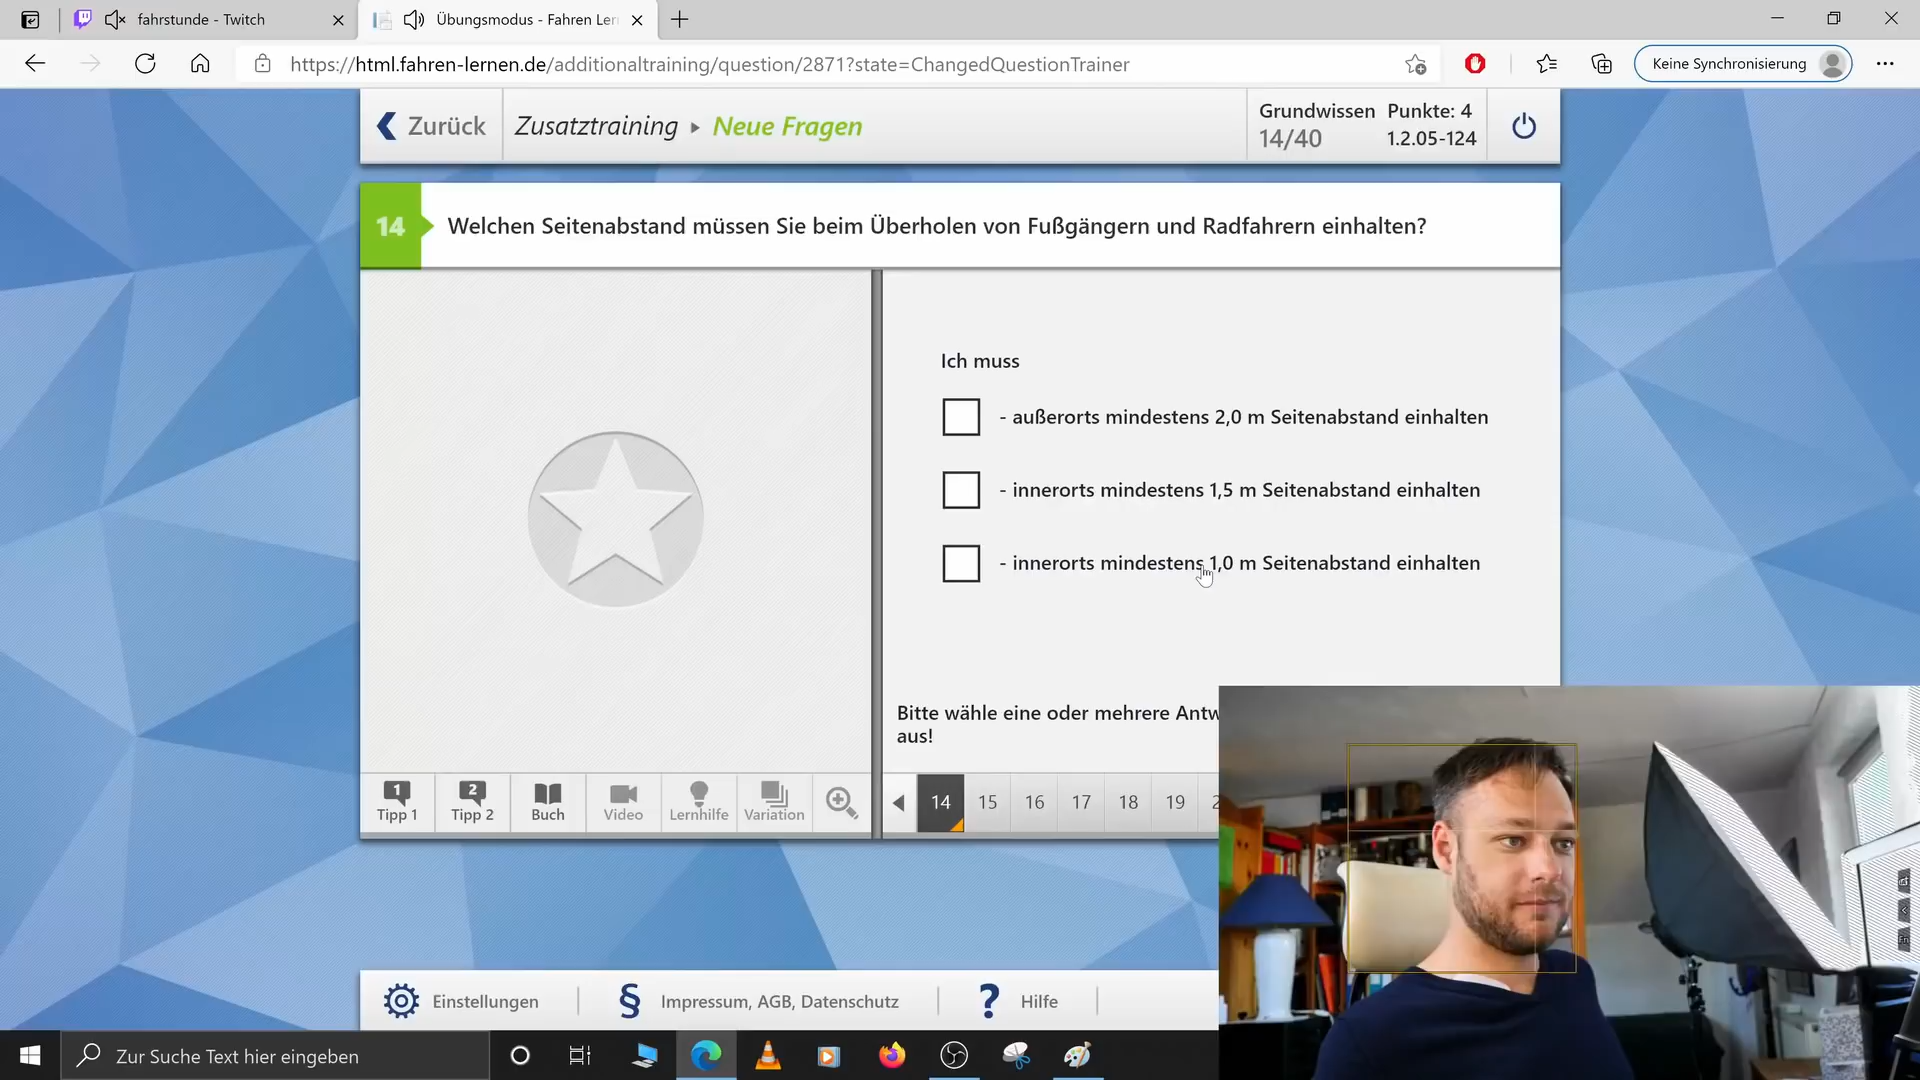 fahrstunde - Twitch
Übungsmodus - Fahren Ler
https://html.fahren-lernen.de/additionaltraining/question/2871?state=ChangedQuestionTrainer
Keine Synchronisierung
Zurück
Zusatztraining ▸ Neue Fragen
Grundwissen
14/40
Punkte: 4
1.2.05-124
14
Welchen Seitenabstand müssen Sie beim Überholen von Fußgängern und Radfahrern einhalten?
Ich muss
- außerorts mindestens 2,0 m Seitenabstand einhalten
- innerorts mindestens 1,5 m Seitenabstand einhalten
- innerorts mindestens 1,0 m Seitenabstand einhalten
Bitte wähle eine oder mehrere Antw
aus!
1
Tipp 1
2
Tipp 2
Buch
Video
Lernhilfe
Variation
14 15 16 17 18 19 2
Einstellungen
§ Impressum, AGB, Datenschutz
? Hilfe
Zur Suche Text hier eingeben